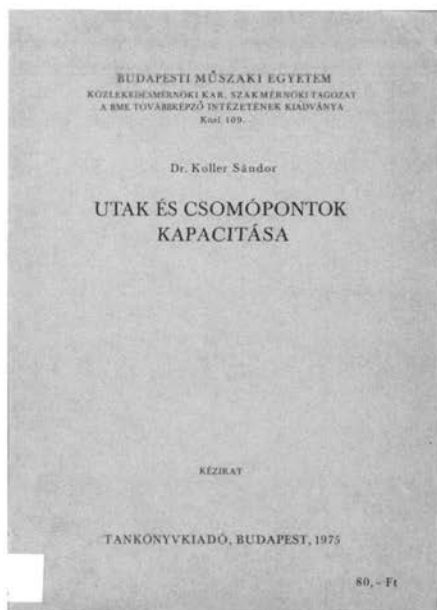 BUDAPESTI MŰSZAKI EGYETEM
KÖZLEKEDÉSMÉRNÖKI KAR, SZAKMÉRNÖKI TAGOZAT
A BME TOVÁBBKÉPZŐ INTÉZETÉNEK KIADVÁNYA
Közl 109.
Dr. Koller Sándor
UTAK ÉS CSOMÓPONTOK
KAPACITÁSA
KÉZIRAT
TANKÖNYVKIADÓ, BUDAPEST, 1975
80,- Ft